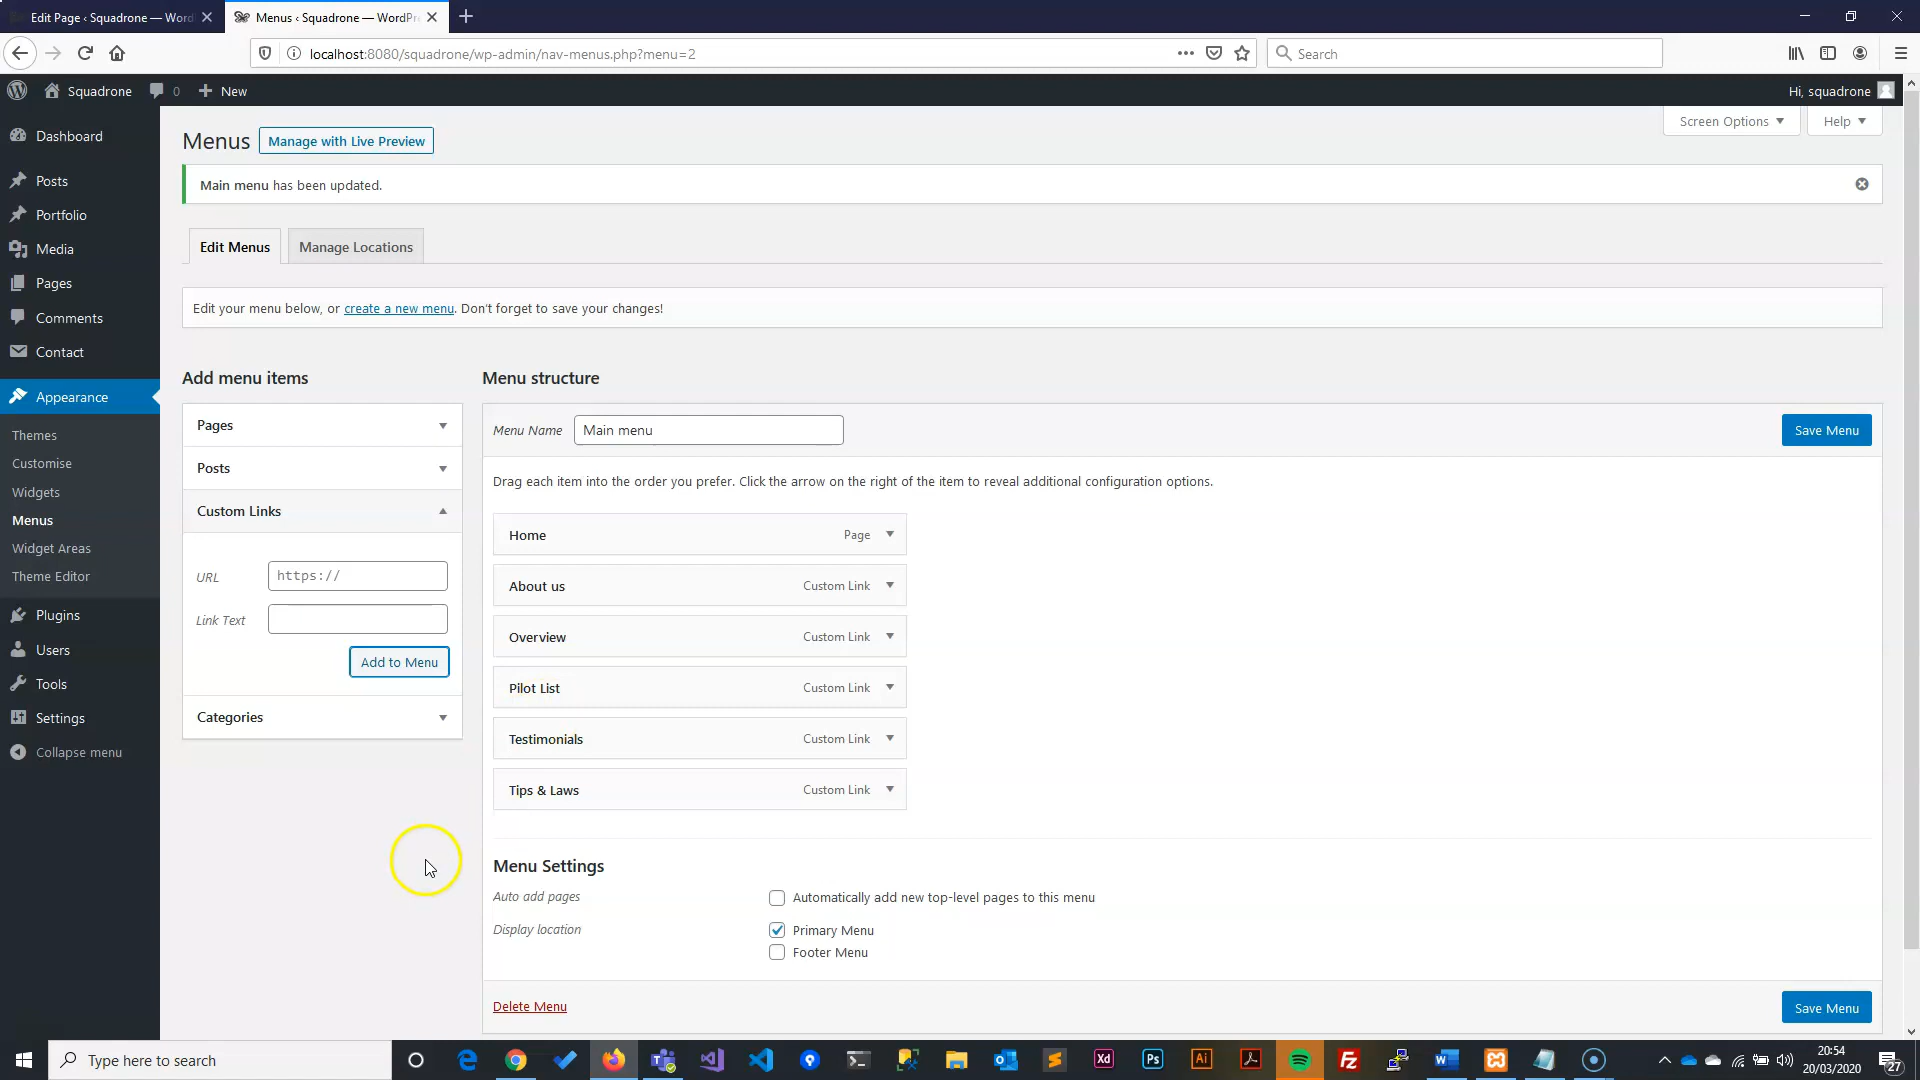 Edit Page ‹ Squadrone — Word
Menus ‹ Squadrone — WordPre
localhost:8080/squadrone/wp-admin/nav-menus.php?menu=2
Search
Squadrone
0
New
Hi, squadrone
Dashboard
Posts
Portfolio
Media
Pages
Comments
Contact
Appearance
Themes
Customise
Widgets
Menus
Widget Areas
Theme Editor
Plugins
Users
Tools
Settings
Collapse menu
Screen Options
Help
Menus
Manage with Live Preview
Main menu has been updated.
Edit Menus
Manage Locations
Edit your menu below, or create a new menu. Don't forget to save your changes!
Add menu items
Pages
Posts
Custom Links
URL
https://
Link Text
Add to Menu
Categories
Menu structure
Menu Name
Main menu
Save Menu
Drag each item into the order you prefer. Click the arrow on the right of the item to reveal additional configuration options.
Home Page
About us Custom Link
Overview Custom Link
Pilot List Custom Link
Testimonials Custom Link
Tips & Laws Custom Link
Menu Settings
Auto add pages
Automatically add new top-level pages to this menu
Display location
Primary Menu
Footer Menu
Delete Menu
Save Menu
Type here to search
Xd
Ps
Ai
Fz
20:54
20/03/2020
27